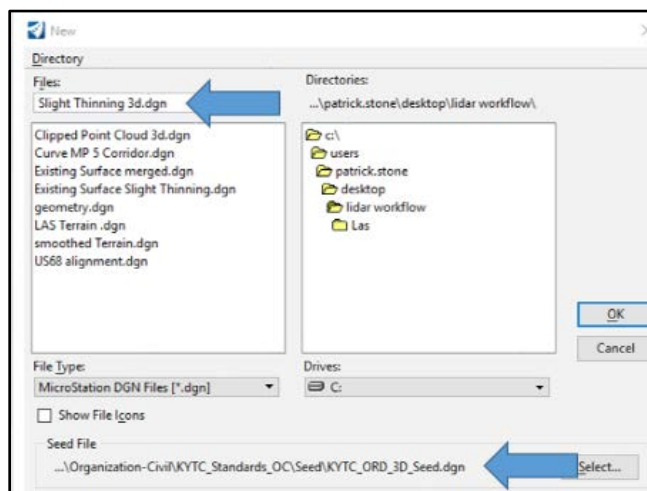 New
Directory
Files:
Slight Thinning 3d.dgn
Clipped Point Cloud 3d.dgn
Curve MP 5 Corridor.dgn
Existing Surface merged.dgn
Existing Surface Slight Thinning.dgn
geometry.dgn
LAS Terrain .dgn
smoothed Terrain.dgn
US68 alignment.dgn
Directories:
...\patrick.stone\desktop\lidar workflow\
c:\
users
patrick.stone
desktop
lidar workflow
Las
OK
Cancel
File Type:
MicroStation DGN Files [*.dgn]
Drives:
C:
Show File Icons
Seed File
...\Organization-Civil\KYTC_Standards_OC\Seed\KYTC_ORD_3D_Seed.dgn
Select...